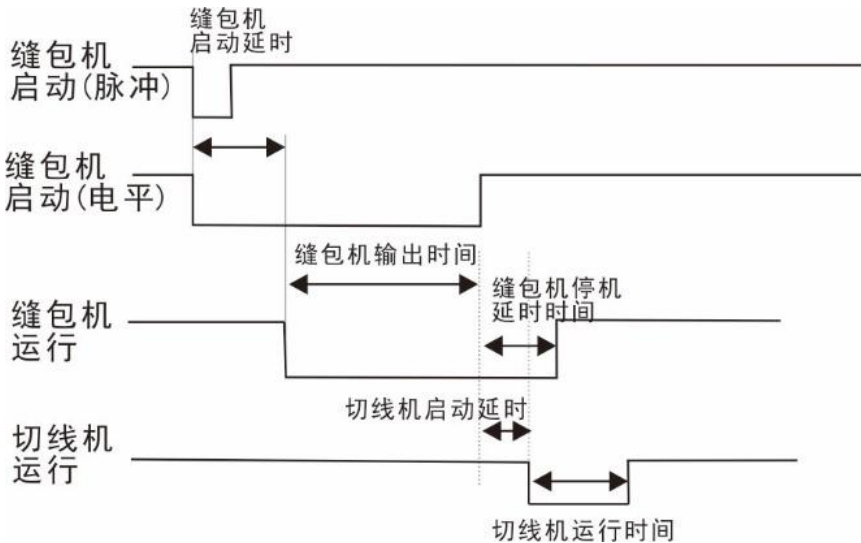 缝包机
启动延时
缝包机
启动(脉冲)
缝包机
启动(电平)
缝包机输出时间
缝包机停机
延时时间
缝包机
运行
切线机启动延时
切线机
运行
切线机运行时间